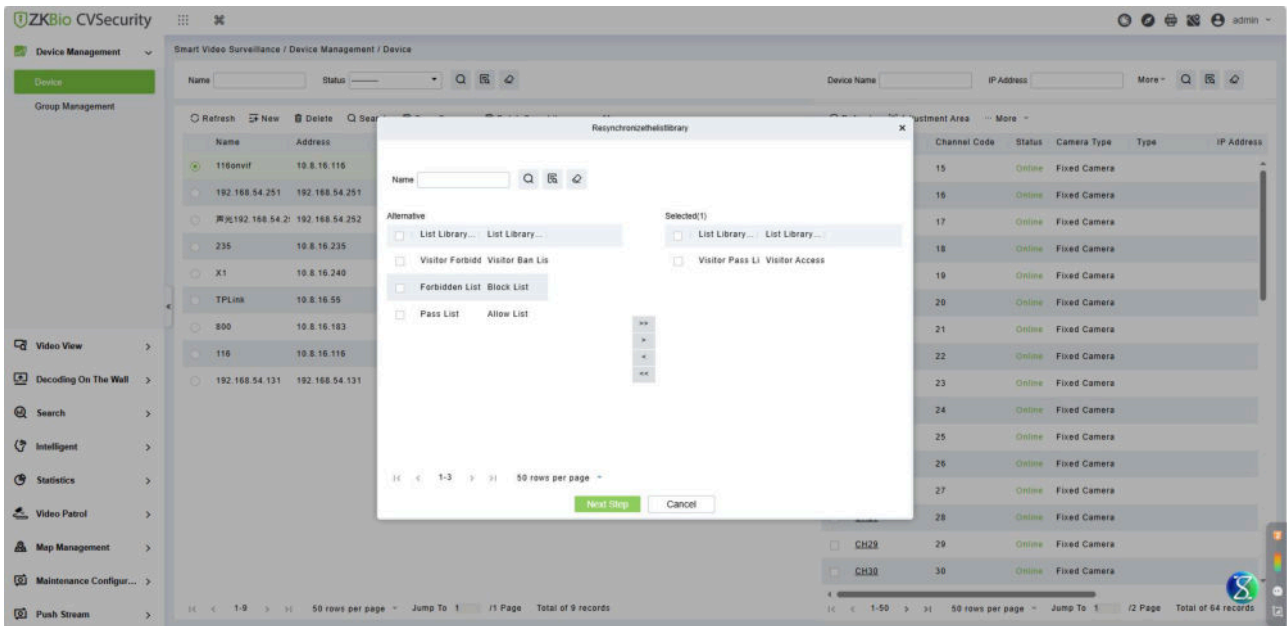 ZKBio CVSecurity
admin
Device Management
Smart Video Surveillance / Device Management / Device
Device
Group Management
Name
Status
Device Name
IP Address
More
Refresh New Delete
ustment Area ··· More
Resynchronizethelistlibrary
Name Address
Channel Code Status Camera Type Type IP Address
116onvif 10.8.16.116
192.168.54.251 192.168.54.251
声光192.168.54.2 192.168.54.252
235 10.8.16.235
X1 10.8.16.240
TPLink 10.8.16.55
800 10.8.16.183
116 10.8.16.116
192.168.54.131 192.168.54.131
Name
Alternative
List Library... List Library...
Visitor Forbidd Visitor Ban Lis
Forbidden List Block List
Pass List Allow List
>>
>
<
<<
Selected(1)
List Library... List Library...
Visitor Pass Li Visitor Access
1-3 50 rows per page
Next Step Cancel
15 Online Fixed Camera
16 Online Fixed Camera
17 Online Fixed Camera
18 Online Fixed Camera
19 Online Fixed Camera
20 Online Fixed Camera
21 Online Fixed Camera
22 Online Fixed Camera
23 Online Fixed Camera
24 Online Fixed Camera
25 Online Fixed Camera
26 Online Fixed Camera
27 Online Fixed Camera
28 Online Fixed Camera
CH29 29 Online Fixed Camera
CH30 30 Online Fixed Camera
Video View
Decoding On The Wall
Search
Intelligent
Statistics
Video Patrol
Map Management
Maintenance Configur...
Push Stream
1-9 50 rows per page Jump To 1 /1 Page Total of 9 records
1-50 50 rows per page Jump To 1 /2 Page Total of 64 records